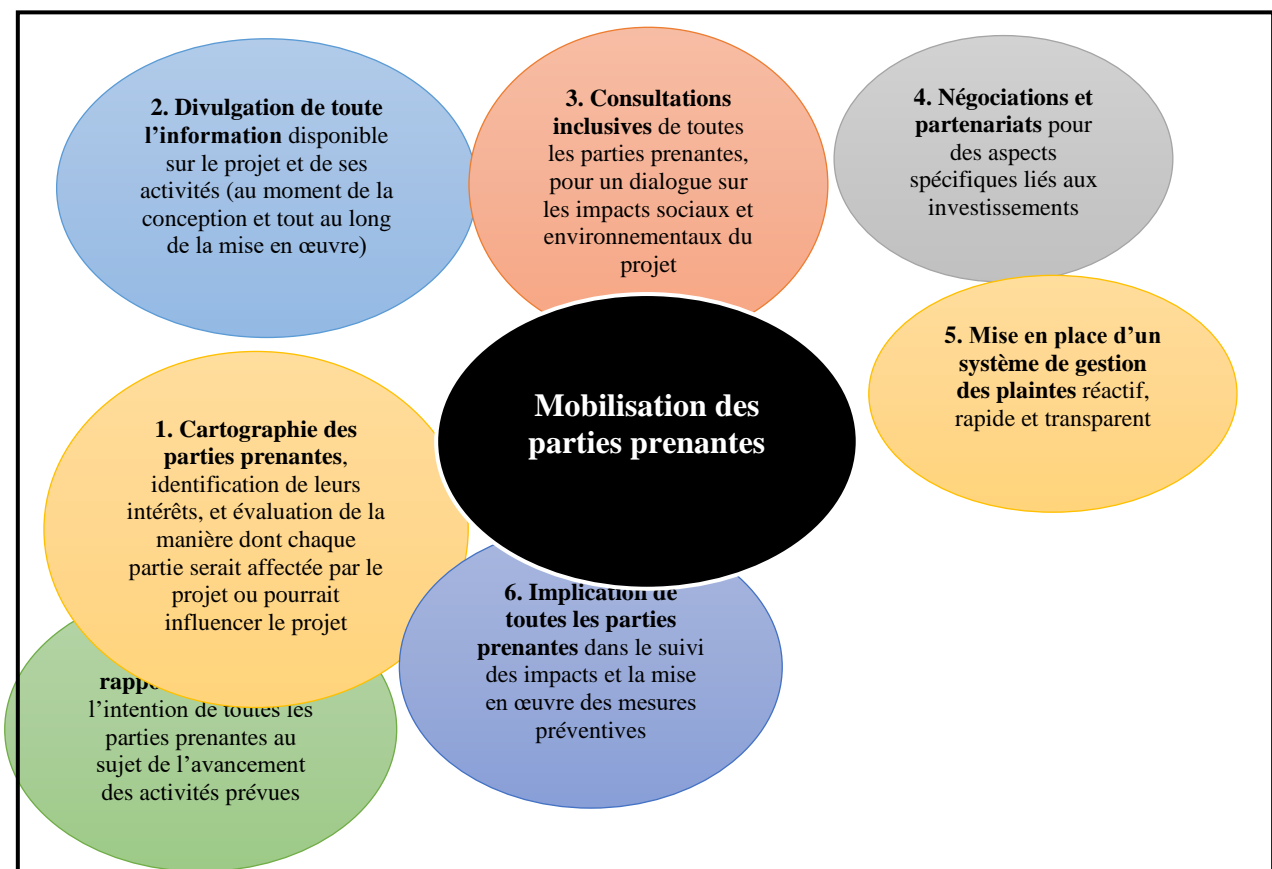 1. Cartographie des
parties prenantes,
identification de leurs
intérêts, et évaluation de la
manière dont chaque
partie serait affectée par le
projet ou pourrait
influencer le projet
2. Divulgation de toute
l’information disponible
sur le projet et de ses
activités (au moment de la
conception et tout au long
de la mise en œuvre)
3. Consultations
inclusives de toutes
les parties prenantes,
pour un dialogue sur
les impacts sociaux et
environnementaux du
projet
4. Négociations et
partenariats pour
des aspects
spécifiques liés aux
investissements
5. Mise en place d’un
système de gestion
des plaintes réactif,
rapide et transparent
Mobilisation des
parties prenantes
6. Implication de
toutes les parties
prenantes dans le suivi
des impacts et la mise
en œuvre des mesures
préventives
l’intention de toutes les
parties prenantes au
sujet de l’avancement
des activités prévues